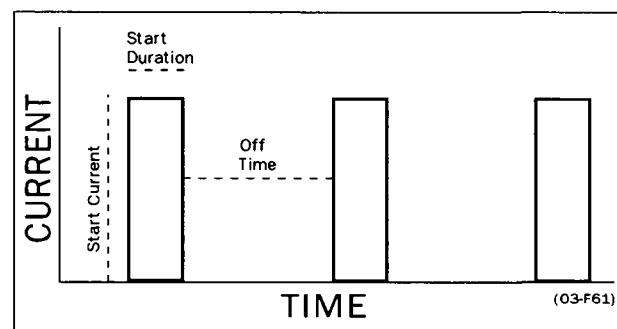 Start
Duration
Off
Time
Start Current
CURRENT
TIME
(03-F61)